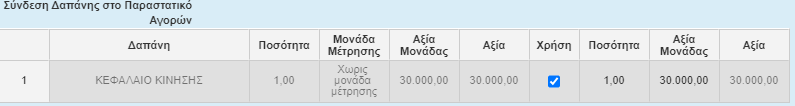 Σύνδεση Δαπάνης στο Παραστατικό
Αγορών
Δαπάνη Ποσότητα Μονάδα Μέτρησης Αξία Μονάδας Αξία Χρήση Ποσότητα Αξία Μονάδας Αξία
1 ΚΕΦΑΛΑΙΟ ΚΙΝΗΣΗΣ 1,00 Χωρις μονάδα μέτρησης 30.000,00 30.000,00 1,00 30.000,00 30.000,00